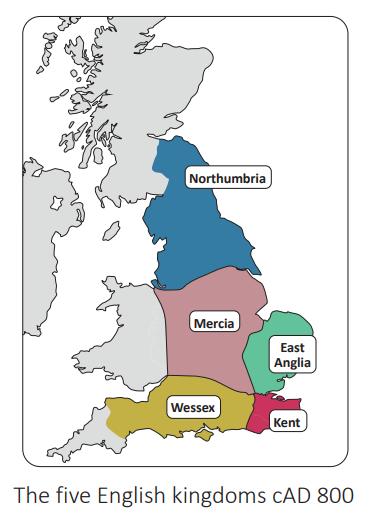 Northumbria
Mercia
East
Anglia
Wessex
Kent
The five English kingdoms cAD 800